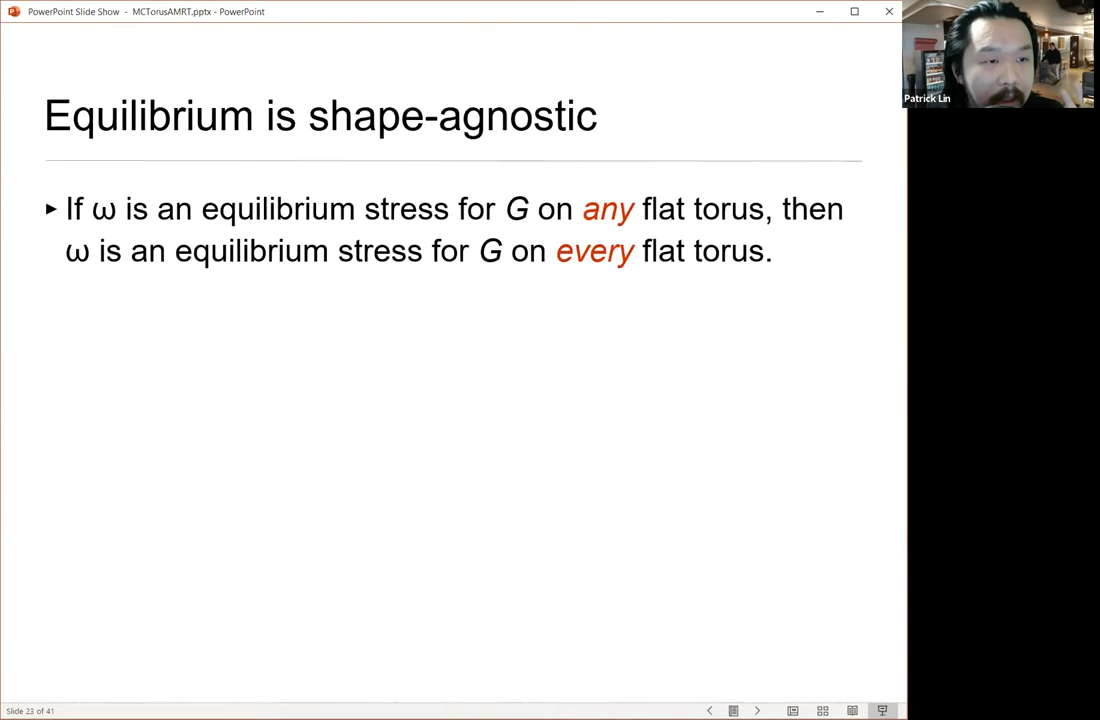 PowerPoint Slide Show - MCTorusAMRT.pptx - PowerPoint
Patrick Lin
Equilibrium is shape-agnostic
▸ If ω is an equilibrium stress for G on any flat torus, then
ω is an equilibrium stress for G on every flat torus.
Slide 23 of 41